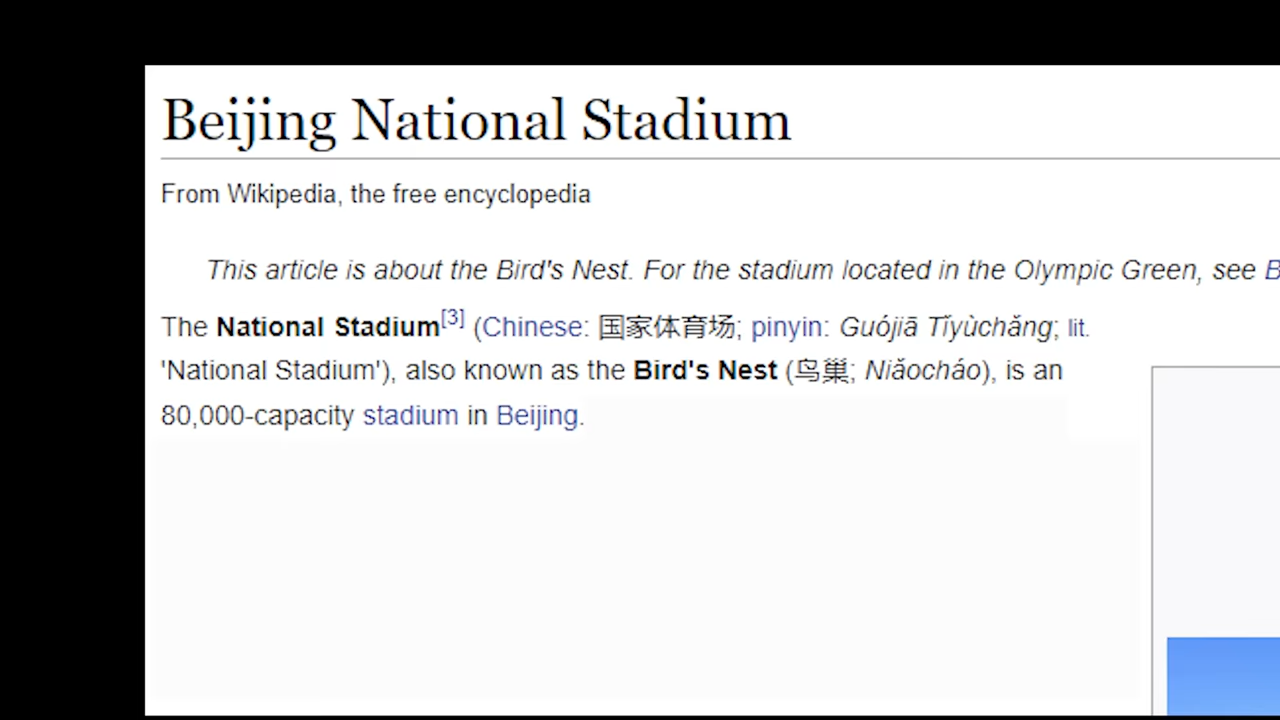 Beijing National Stadium
From Wikipedia, the free encyclopedia
This article is about the Bird's Nest. For the stadium located in the Olympic Green, see B
The National Stadium[3] (Chinese: 国家体育场; pinyin: Guójiā Tǐyùchǎng; lit.
'National Stadium'), also known as the Bird's Nest (鸟巢; Niǎocháo), is an
80,000-capacity stadium in Beijing.